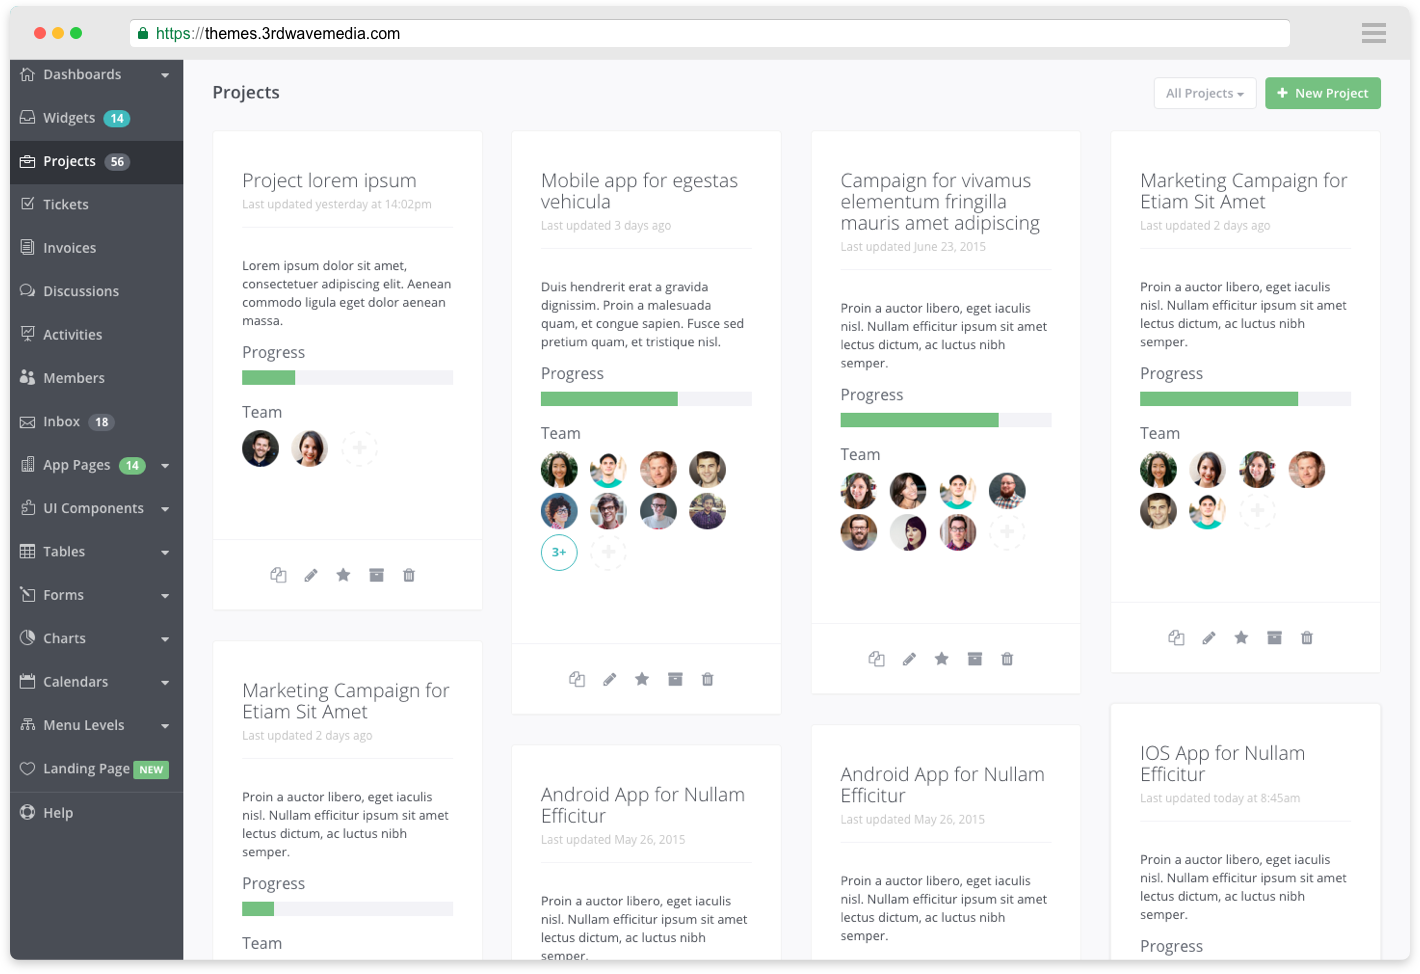 https://themes.3rdwavemedia.com
Dashboards
Widgets 14
Projects 56
Tickets
Invoices
Discussions
Activities
Members
Inbox 18
App Pages 14
UI Components
Tables
Forms
Charts
Calendars
Menu Levels
Landing Page NEW
Help
Projects
All Projects
New Project
Project lorem ipsum
Last updated yesterday at 14:02pm
Lorem ipsum dolor sit amet,
consectetuer adipiscing elit. Aenean
commodo ligula eget dolor aenean
massa.
Progress
Team
Marketing Campaign for
Etiam Sit Amet
Last updated 2 days ago
Proin a auctor libero, eget iaculis
nisl. Nullam efficitur ipsum sit amet
lectus dictum, ac luctus nibh
semper.
Progress
Team
Mobile app for egestas
vehicula
Last updated 3 days ago
Duis hendrerit erat a gravida
dignissim. Proin a malesuada
quam, et congue sapien. Fusce sed
pretium quam, et tristique nisl.
Progress
Team
3+
Android App for Nullam
Efficitur
Last updated May 26, 2015
Proin a auctor libero, eget iaculis
nisl. Nullam efficitur ipsum sit amet
lectus dictum, ac luctus nibh
semper.
Campaign for vivamus
elementum fringilla
mauris amet adipiscing
Last updated June 23, 2015
Proin a auctor libero, eget iaculis
nisl. Nullam efficitur ipsum sit amet
lectus dictum, ac luctus nibh
semper.
Progress
Team
Android App for Nullam
Efficitur
Last updated May 26, 2015
Proin a auctor libero, eget iaculis
nisl. Nullam efficitur ipsum sit amet
lectus dictum, ac luctus nibh
Marketing Campaign for
Etiam Sit Amet
Last updated 2 days ago
Proin a auctor libero, eget iaculis
nisl. Nullam efficitur ipsum sit amet
lectus dictum, ac luctus nibh
semper.
Progress
Team
IOS App for Nullam
Efficitur
Last updated today at 8:45am
Proin a auctor libero, eget iaculis
nisl. Nullam efficitur ipsum sit amet
lectus dictum, ac luctus nibh
semper.
Progress